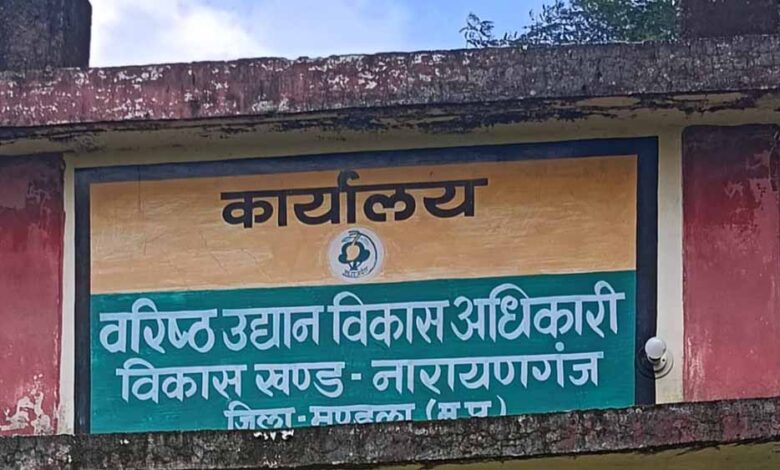 कार्यालय
वरिष्ठ उद्यान विकास अधिकारी
विकास खण्ड - नारायणगंज
जिला - मण्डला (म.प्र.)